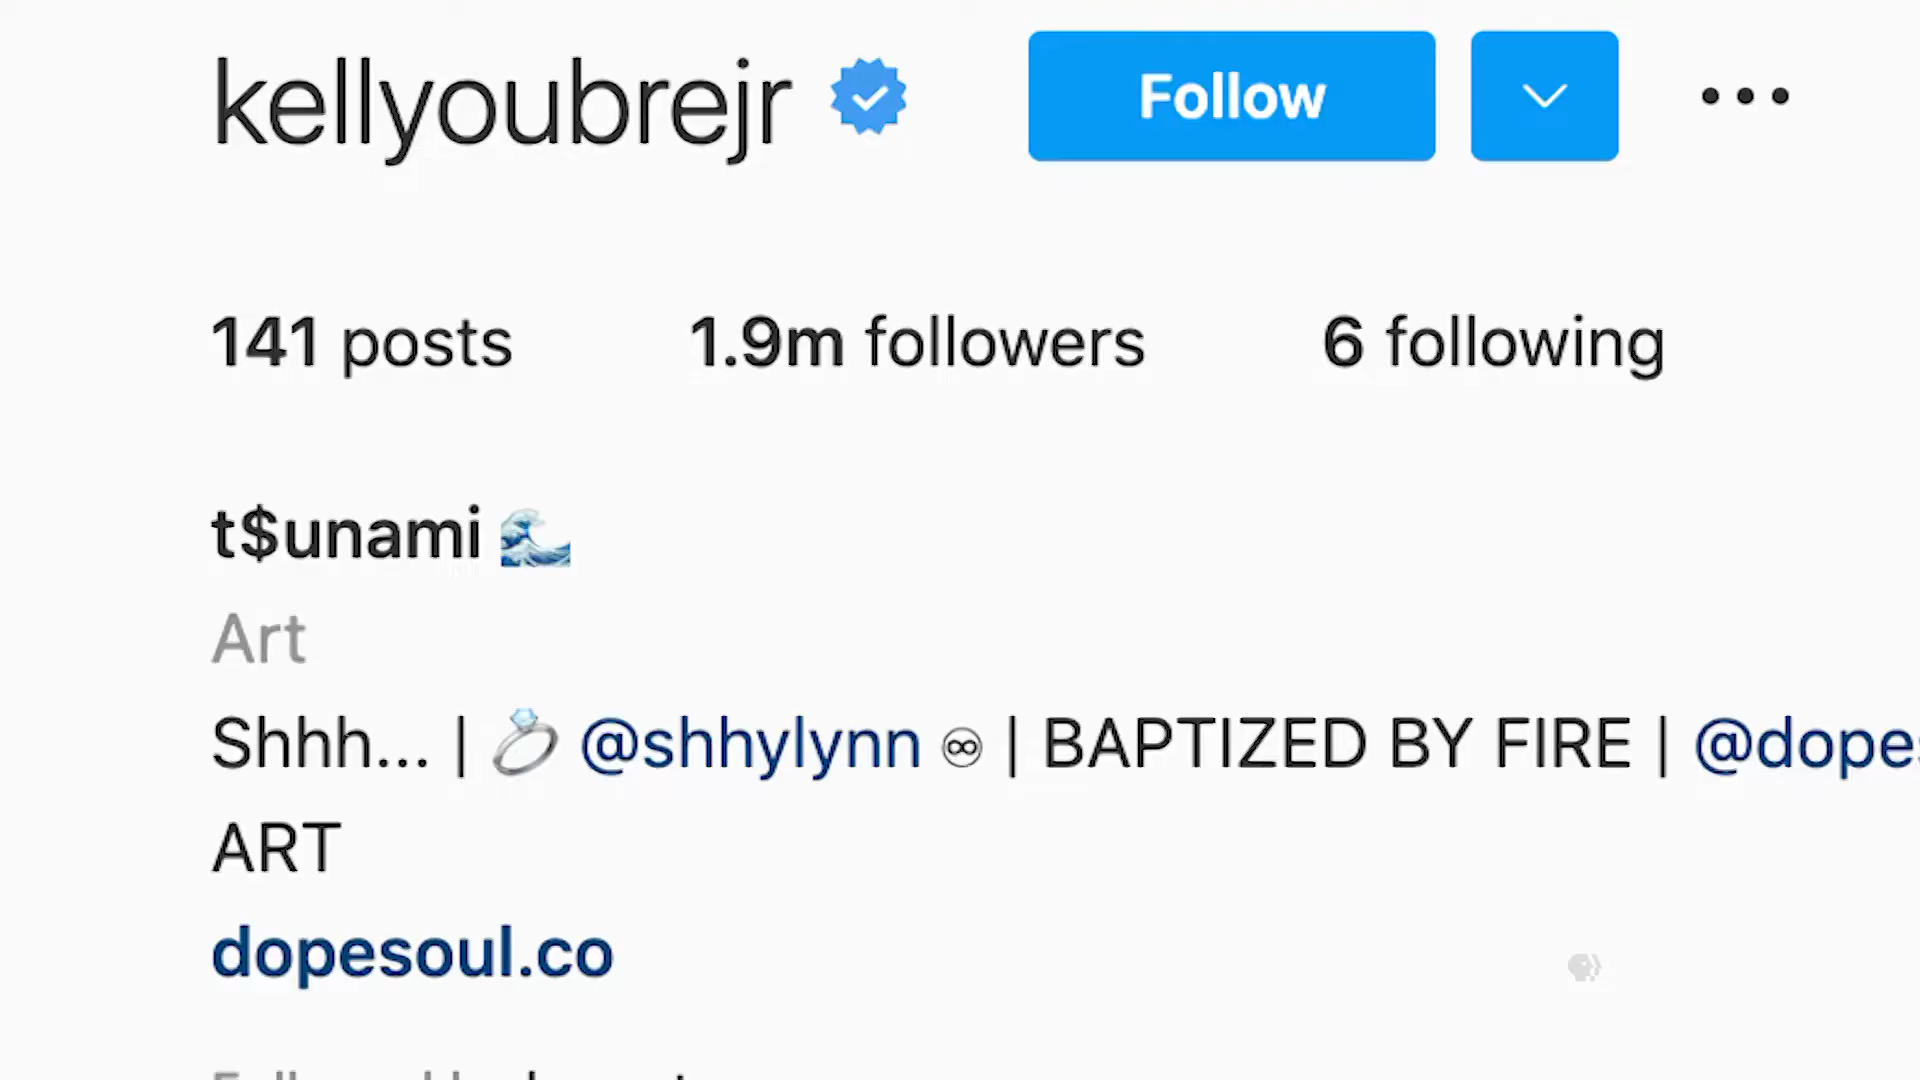 kellyoubrejr Follow
141 posts 1.9m followers 6 following
t$unami 🌊
Art
Shhh... | 💍 @shhylynn ♾ | BAPTIZED BY FIRE |
ART
dopesoul.co